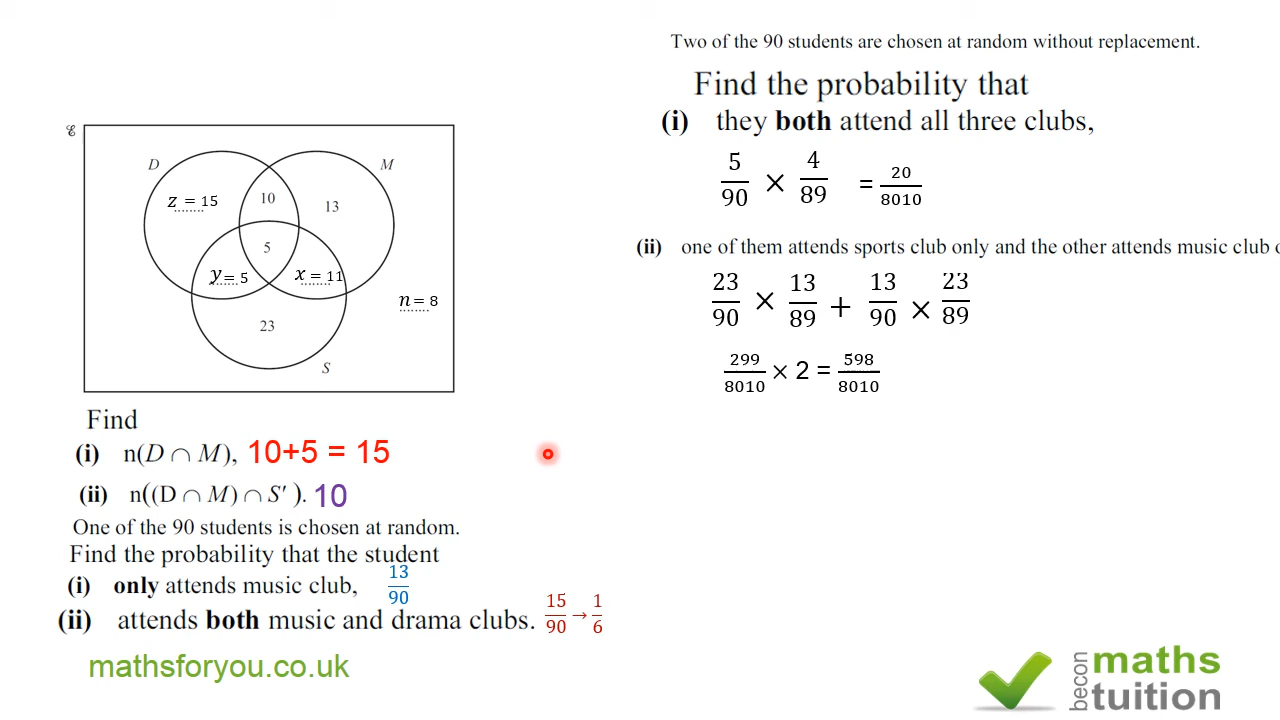 ℰ
D
M
z = 15
10
13
5
y = 5
x = 11
n = 8
23
S
Find
(i) n(D ∩ M), 10+5 = 15
(ii) n((D ∩ M) ∩ S′). 10
One of the 90 students is chosen at random.
Find the probability that the student
(i) only attends music club, 13/90
(ii) attends both music and drama clubs. 15/90 → 1/6
mathsforyou.co.uk
Two of the 90 students are chosen at random without replacement.
Find the probability that
(i) they both attend all three clubs,
5/90 × 4/89 = 20/8010
(ii) one of them attends sports club only and the other attends music club o
23/90 × 13/89 + 13/90 × 23/89
299/8010 × 2 = 598/8010
becon maths tuition